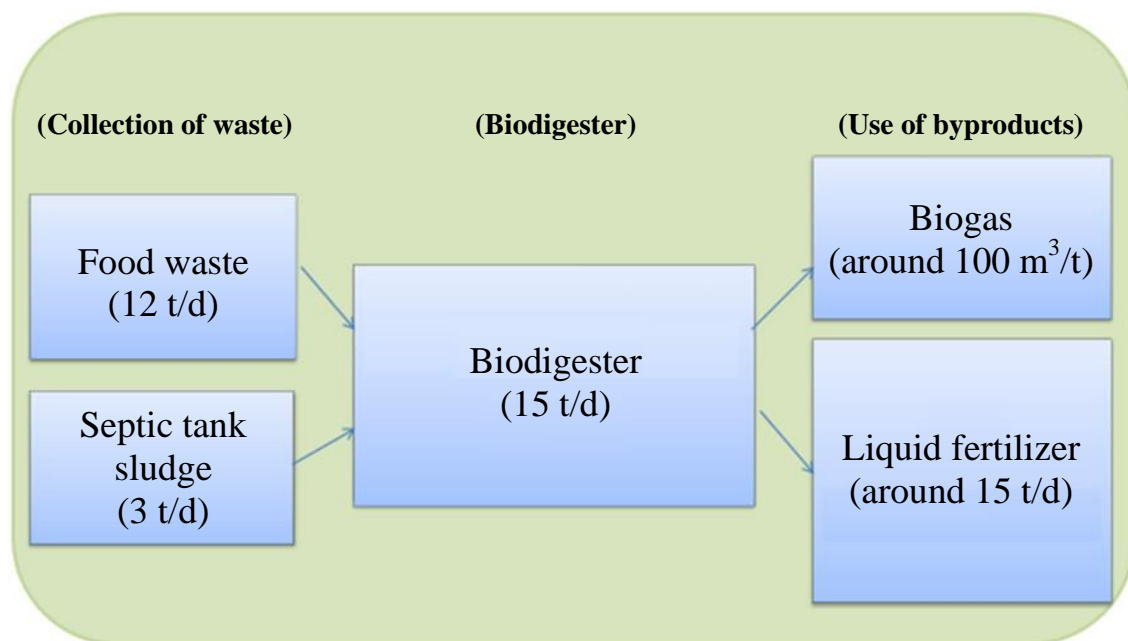 (Collection of waste)
(Biodigester)
(Use of byproducts)
Food waste
(12 t/d)
Septic tank
sludge
(3 t/d)
Biodigester
(15 t/d)
Biogas
(around 100 m³/t)
Liquid fertilizer
(around 15 t/d)